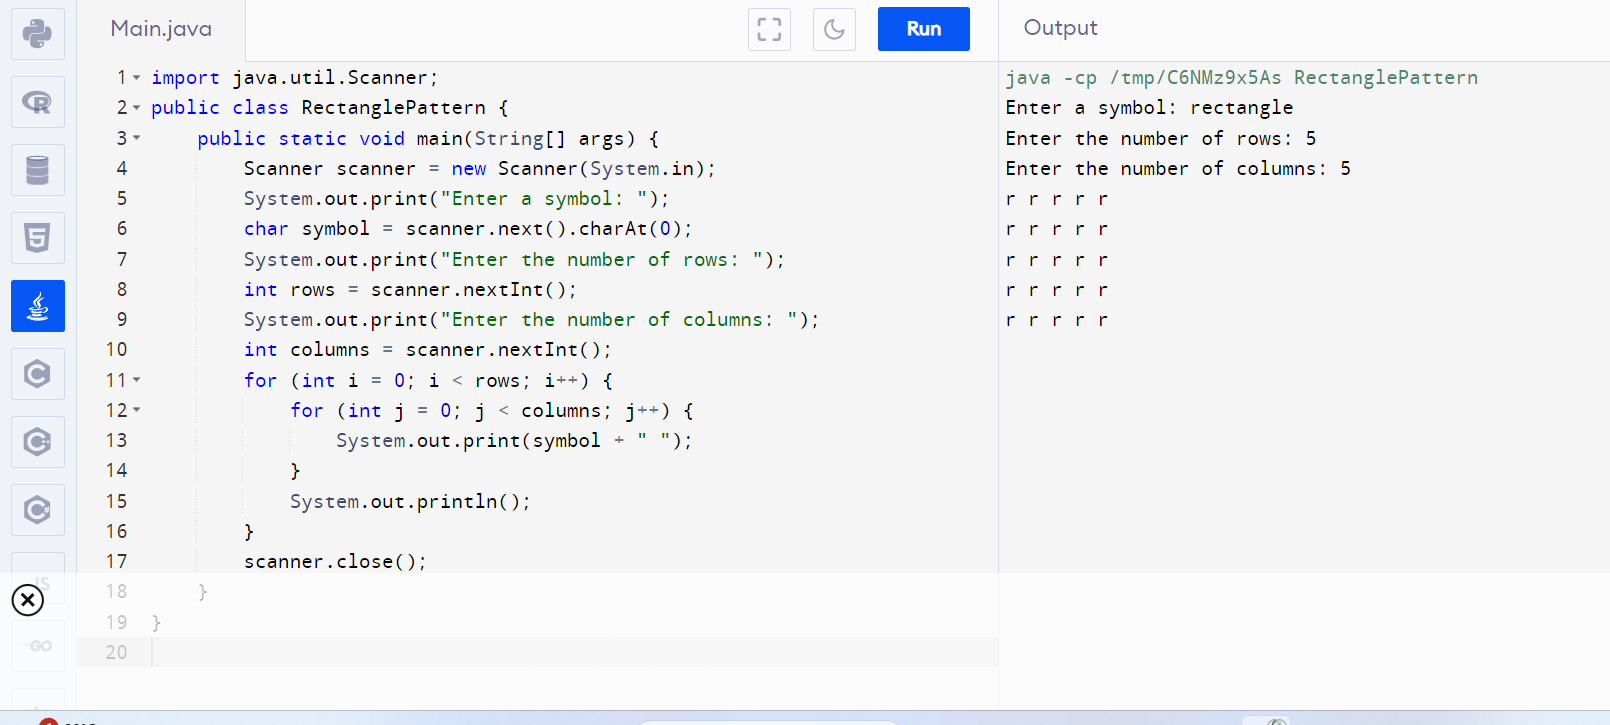 Main.java
Run
Output
1 import java.util.Scanner;
2 public class RectanglePattern {
3     public static void main(String[] args) {
4         Scanner scanner = new Scanner(System.in);
5         System.out.print("Enter a symbol: ");
6         char symbol = scanner.next().charAt(0);
7         System.out.print("Enter the number of rows: ");
8         int rows = scanner.nextInt();
9         System.out.print("Enter the number of columns: ");
10         int columns = scanner.nextInt();
11         for (int i = 0; i < rows; i++) {
12             for (int j = 0; j < columns; j++) {
13                 System.out.print(symbol + " ");
14             }
15             System.out.println();
16         }
17         scanner.close();
18     }
19 }
20
java -cp /tmp/C6NMz9x5As RectanglePattern
Enter a symbol: rectangle
Enter the number of rows: 5
Enter the number of columns: 5
r r r r r
r r r r r
r r r r r
r r r r r
r r r r r
R
5
C
C++
C#
JS
GO